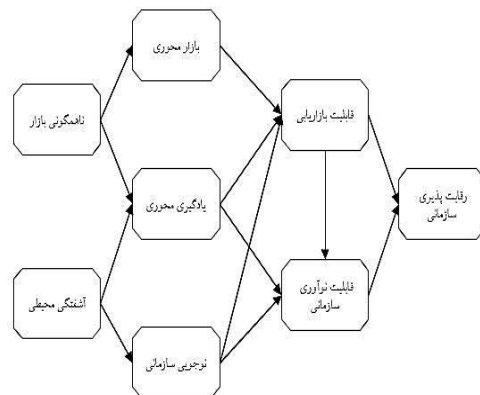 بازار محوری
ناهمگونی بازار
قابلیت بازاریابی
یادگیری محوری
رقابت پذیری
سازمانی
آشفتگی محیطی
قابلیت نوآوری
سازمانی
نوجویی سازمانی